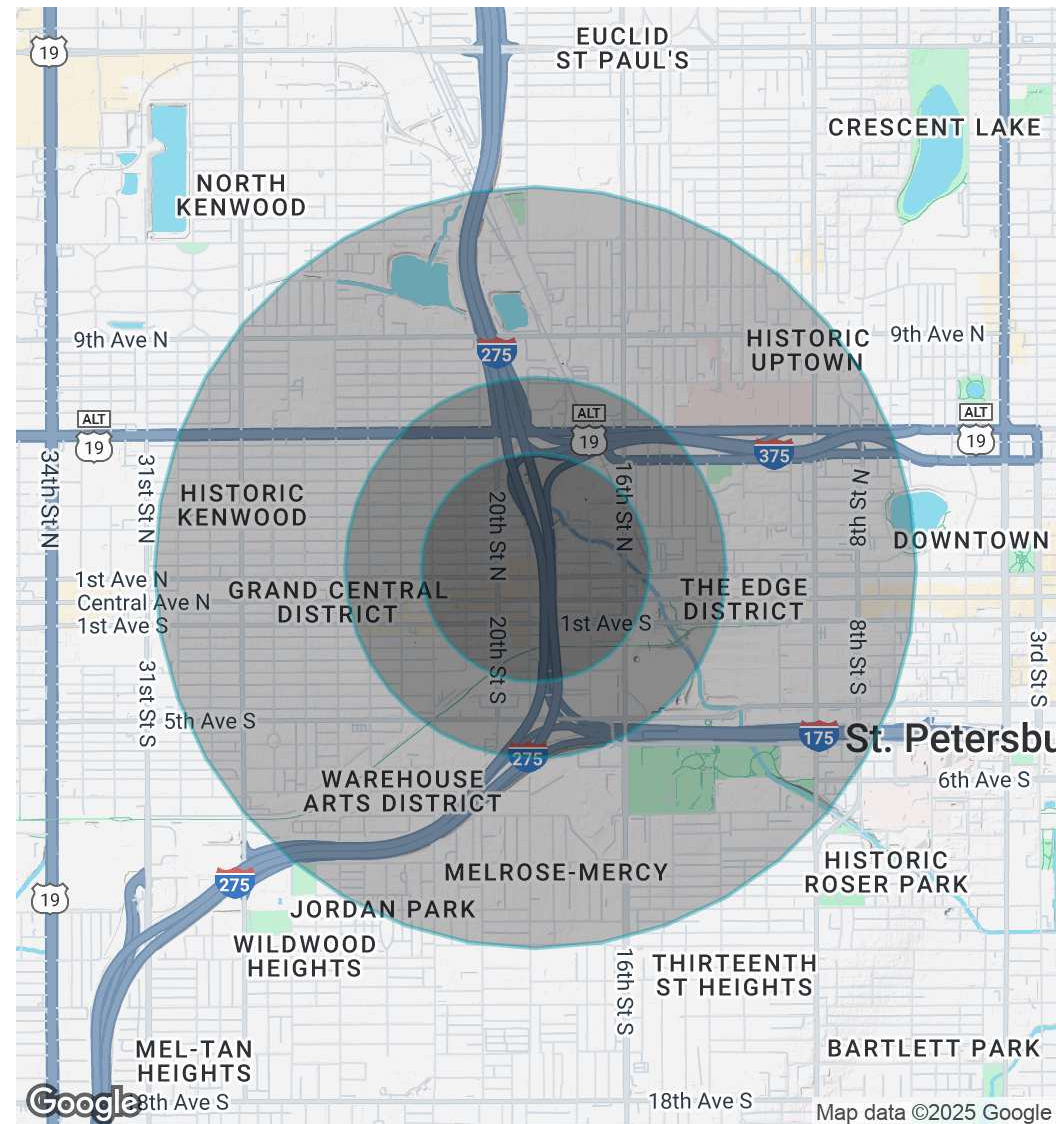 EUCLID
ST PAUL'S
19
CRESCENT LAKE
NORTH
KENWOOD
9th Ave N
275
HISTORIC
UPTOWN
9th Ave N
ALT
19
ALT
19
ALT
19
375
34th St N
31st St N
HISTORIC
KENWOOD
20th St N
16th St N
8th St N
DOWNTOWN
1st Ave N
Central Ave N
1st Ave S
GRAND CENTRAL
DISTRICT
THE EDGE
DISTRICT
1st Ave S
20th St S
8th St S
3rd St S
31st St S
5th Ave S
275
175
St. Petersbu
6th Ave S
WAREHOUSE
ARTS DISTRICT
MELROSE-MERCY
HISTORIC
ROSER PARK
275
19
JORDAN PARK
WILDWOOD
HEIGHTS
16th St S
THIRTEENTH
ST HEIGHTS
MEL-TAN
HEIGHTS
BARTLETT PARK
Google
8th Ave S
18th Ave S
Map data ©2025 Google